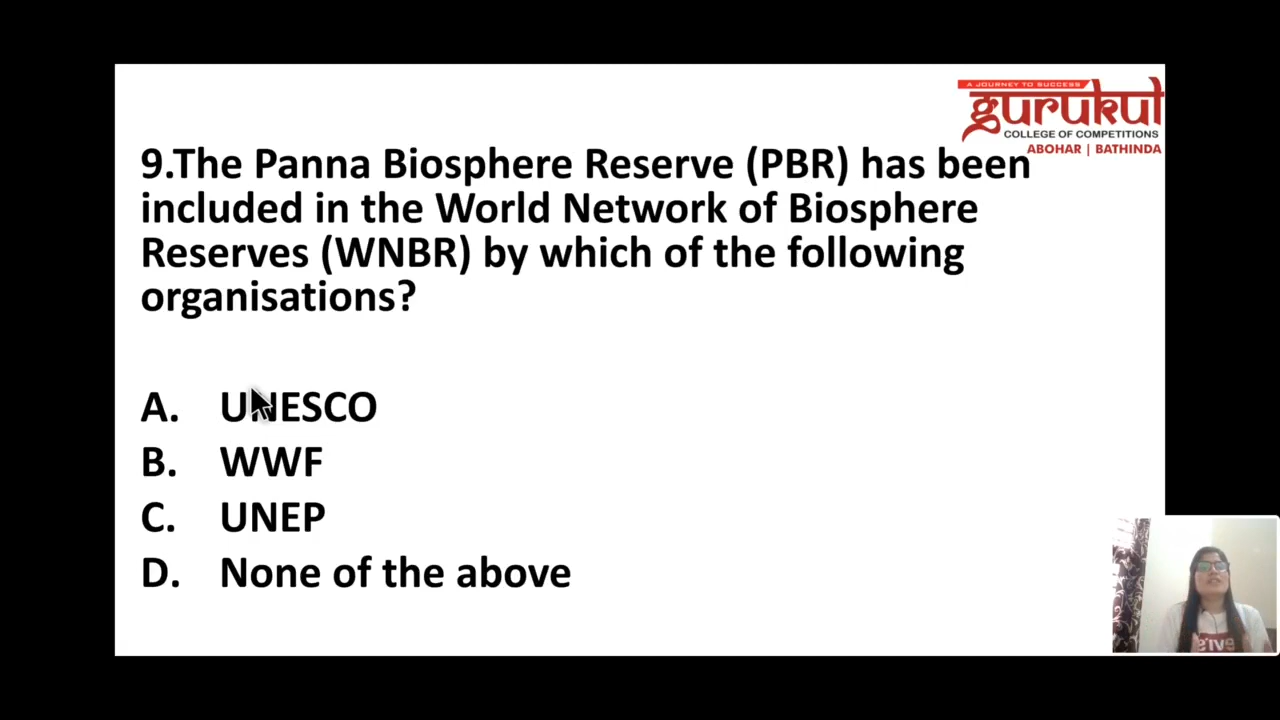 A JOURNEY TO SUCCESS
gurukul
COLLEGE OF COMPETITIONS
ABOHAR | BATHINDA
9.The Panna Biosphere Reserve (PBR) has been
included in the World Network of Biosphere
Reserves (WNBR) by which of the following
organisations?
A. UNESCO
B. WWF
C. UNEP
D. None of the above